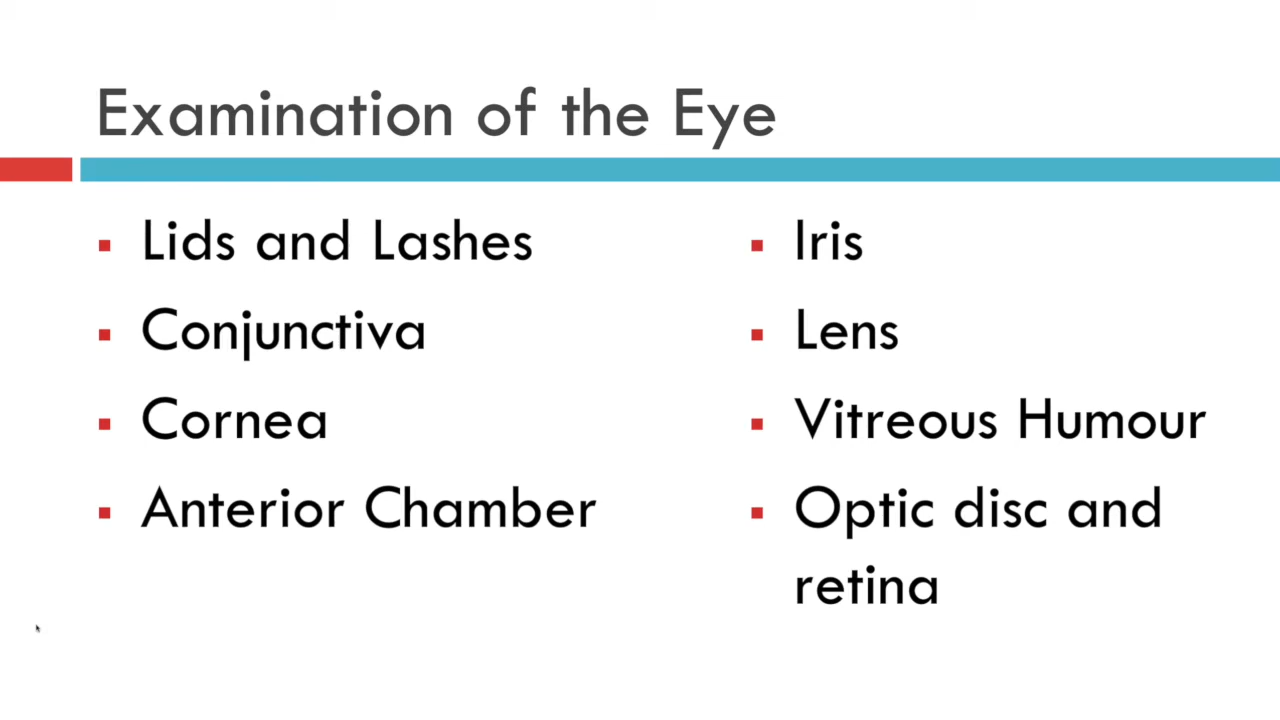 Examination of the Eye
Lids and Lashes
Conjunctiva
Cornea
Anterior Chamber
Iris
Lens
Vitreous Humour
Optic disc and
retina